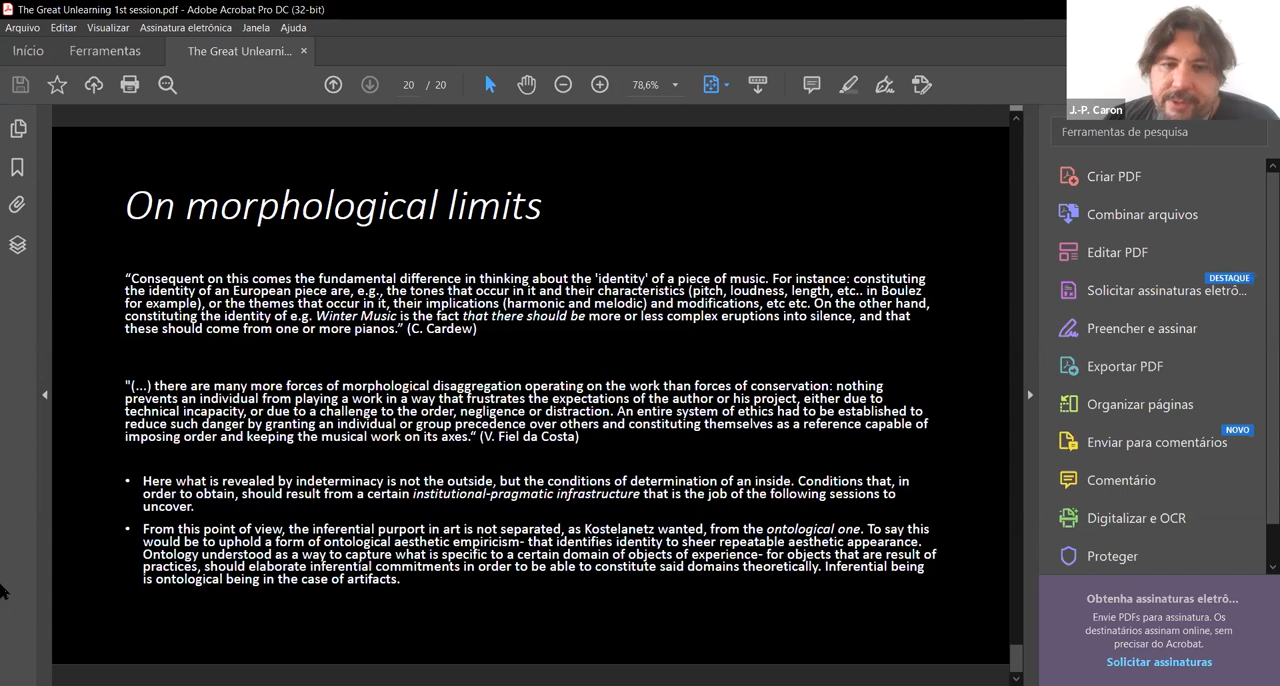 The Great Unlearning 1st session.pdf - Adobe Acrobat Pro DC (32-bit)
Arquivo Editar Visualizar Assinatura eletrônica Janela Ajuda
Início Ferramentas The Great Unlearni... ×
20 / 20 78,6%
J.-P. Caron
Ferramentas de pesquisa
On morphological limits
“Consequent on this comes the fundamental difference in thinking about the 'identity' of a piece of music. For instance: constituting
the identity of an European piece are, e.g., the tones that occur in it and their characteristics (pitch, loudness, length, etc.. in Boulez
for example), or the themes that occur in it, their implications (harmonic and melodic) and modifications, etc etc. On the other hand,
constituting the identity of e.g. Winter Music is the fact that there should be more or less complex eruptions into silence, and that
these should come from one or more pianos.” (C. Cardew)
"(...) there are many more forces of morphological disaggregation operating on the work than forces of conservation: nothing
prevents an individual from playing a work in a way that frustrates the expectations of the author or his project, either due to
technical incapacity, or due to a challenge to the order, negligence or distraction. An entire system of ethics had to be established to
reduce such danger by granting an individual or group precedence over others and constituting themselves as a reference capable of
imposing order and keeping the musical work on its axes.“ (V. Fiel da Costa)
• Here what is revealed by indeterminacy is not the outside, but the conditions of determination of an inside. Conditions that, in
order to obtain, should result from a certain institutional-pragmatic infrastructure that is the job of the following sessions to
uncover.
• From this point of view, the inferential purport in art is not separated, as Kostelanetz wanted, from the ontological one. To say this
would be to uphold a form of ontological aesthetic empiricism- that identifies identity to sheer repeatable aesthetic appearance.
Ontology understood as a way to capture what is specific to a certain domain of objects of experience- for objects that are result of
practices, should elaborate inferential commitments in order to be able to constitute said domains theoretically. Inferential being
is ontological being in the case of artifacts.
Criar PDF
Combinar arquivos
Editar PDF
DESTAQUE
Solicitar assinaturas eletrô...
Preencher e assinar
Exportar PDF
Organizar páginas
NOVO
Enviar para comentários
Comentário
Digitalizar e OCR
Proteger
Obtenha assinaturas eletrô...
Envie PDFs para assinatura. Os
destinatários assinam online, sem
precisar do Acrobat.
Solicitar assinaturas